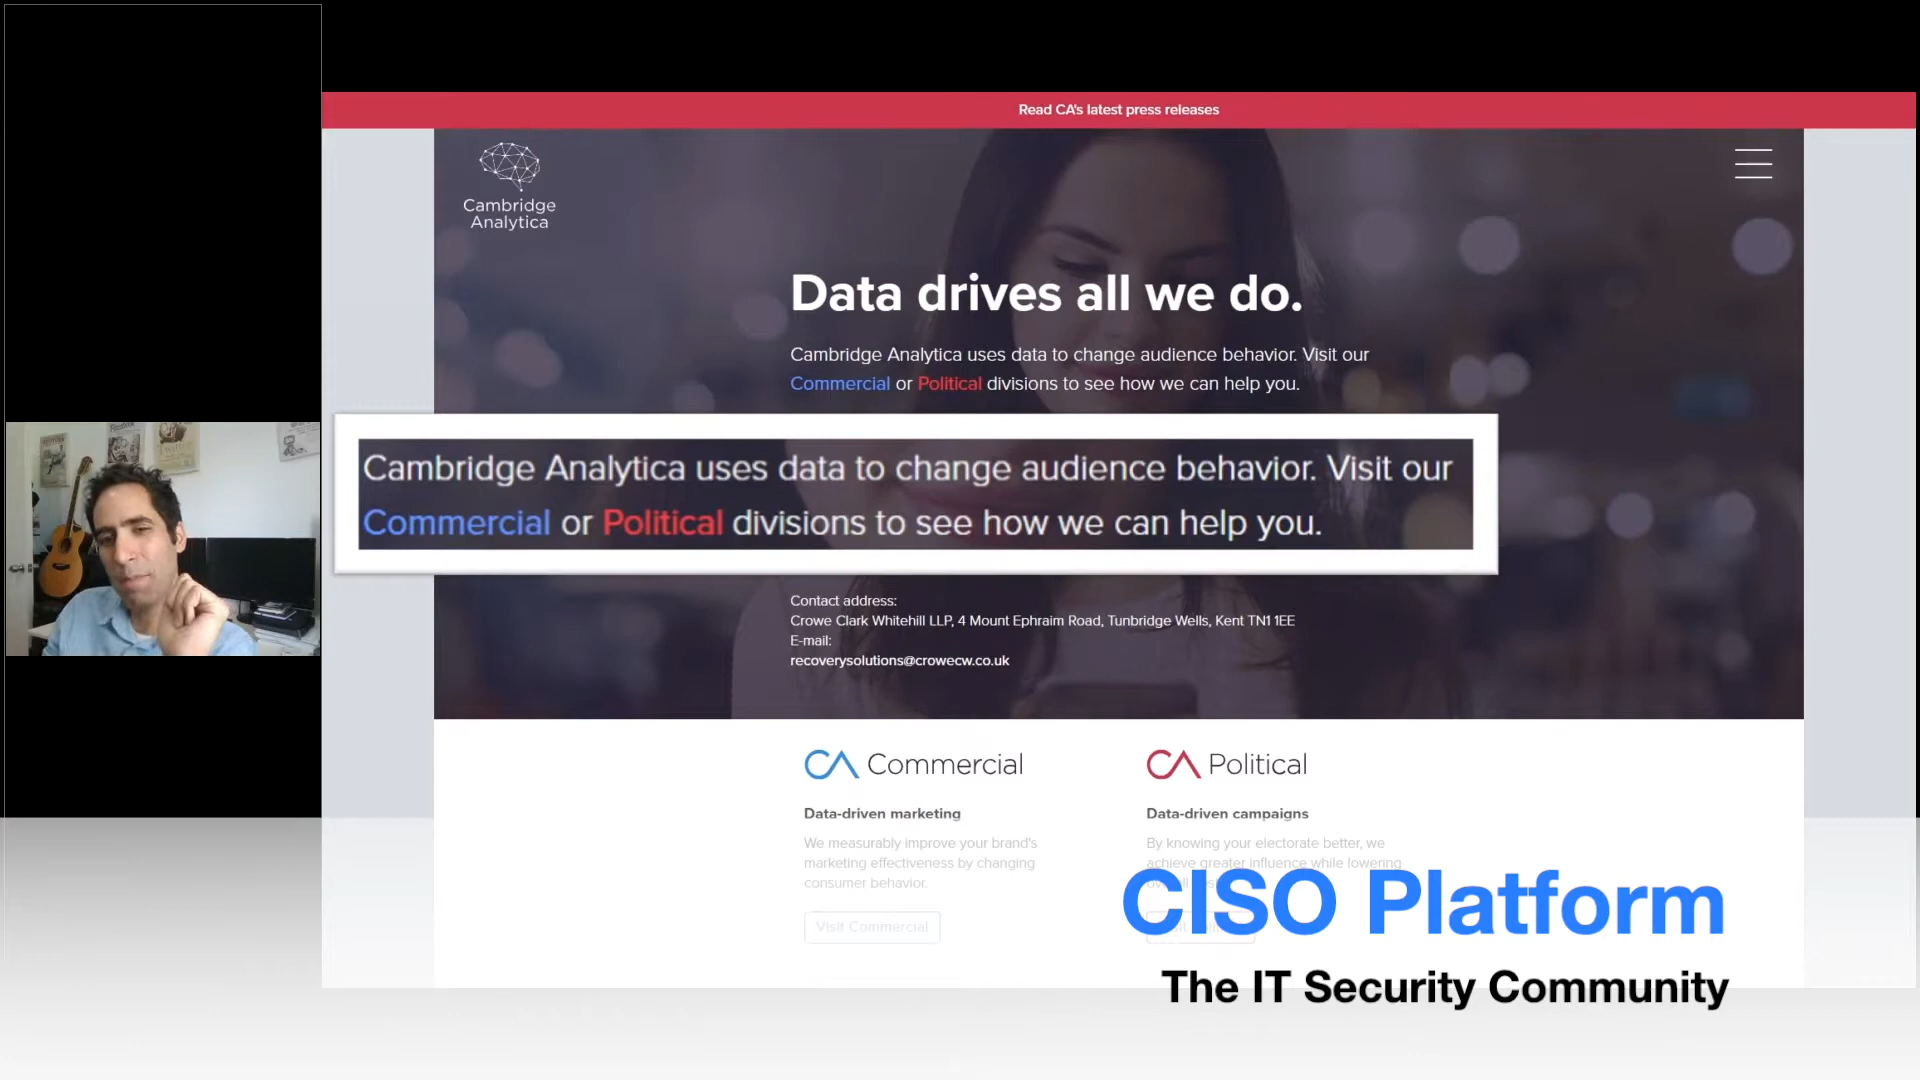 Read CA's latest press releases
Cambridge
Analytica
Data drives all we do.
Cambridge Analytica uses data to change audience behavior. Visit our
Commercial or Political divisions to see how we can help you.
Cambridge Analytica uses data to change audience behavior. Visit our
Commercial or Political divisions to see how we can help you.
Contact address:
Crowe Clark Whitehill LLP, 4 Mount Ephraim Road, Tunbridge Wells, Kent TN1 1EE
E-mail:
recoverysolutions@crowecw.co.uk
CA Commercial
Data-driven marketing
We measurably improve your brand's
marketing effectiveness by changing
consumer behavior.
Visit Commercial
CA Political
Data-driven campaigns
By knowing your electorate better, we
achieve greater influence while lowering
CISO Platform
The IT Security Community